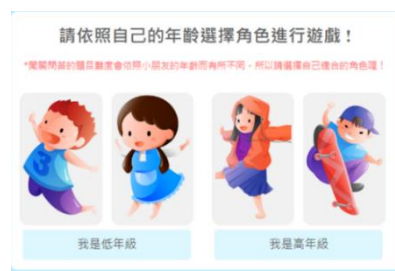 請依照自己的年齡選擇角色進行遊戲！
*闖關問答的題目難度會依照小朋友的年齡而有所不同，所以請選擇自己適合的角色喔！
我是低年級
我是高年級